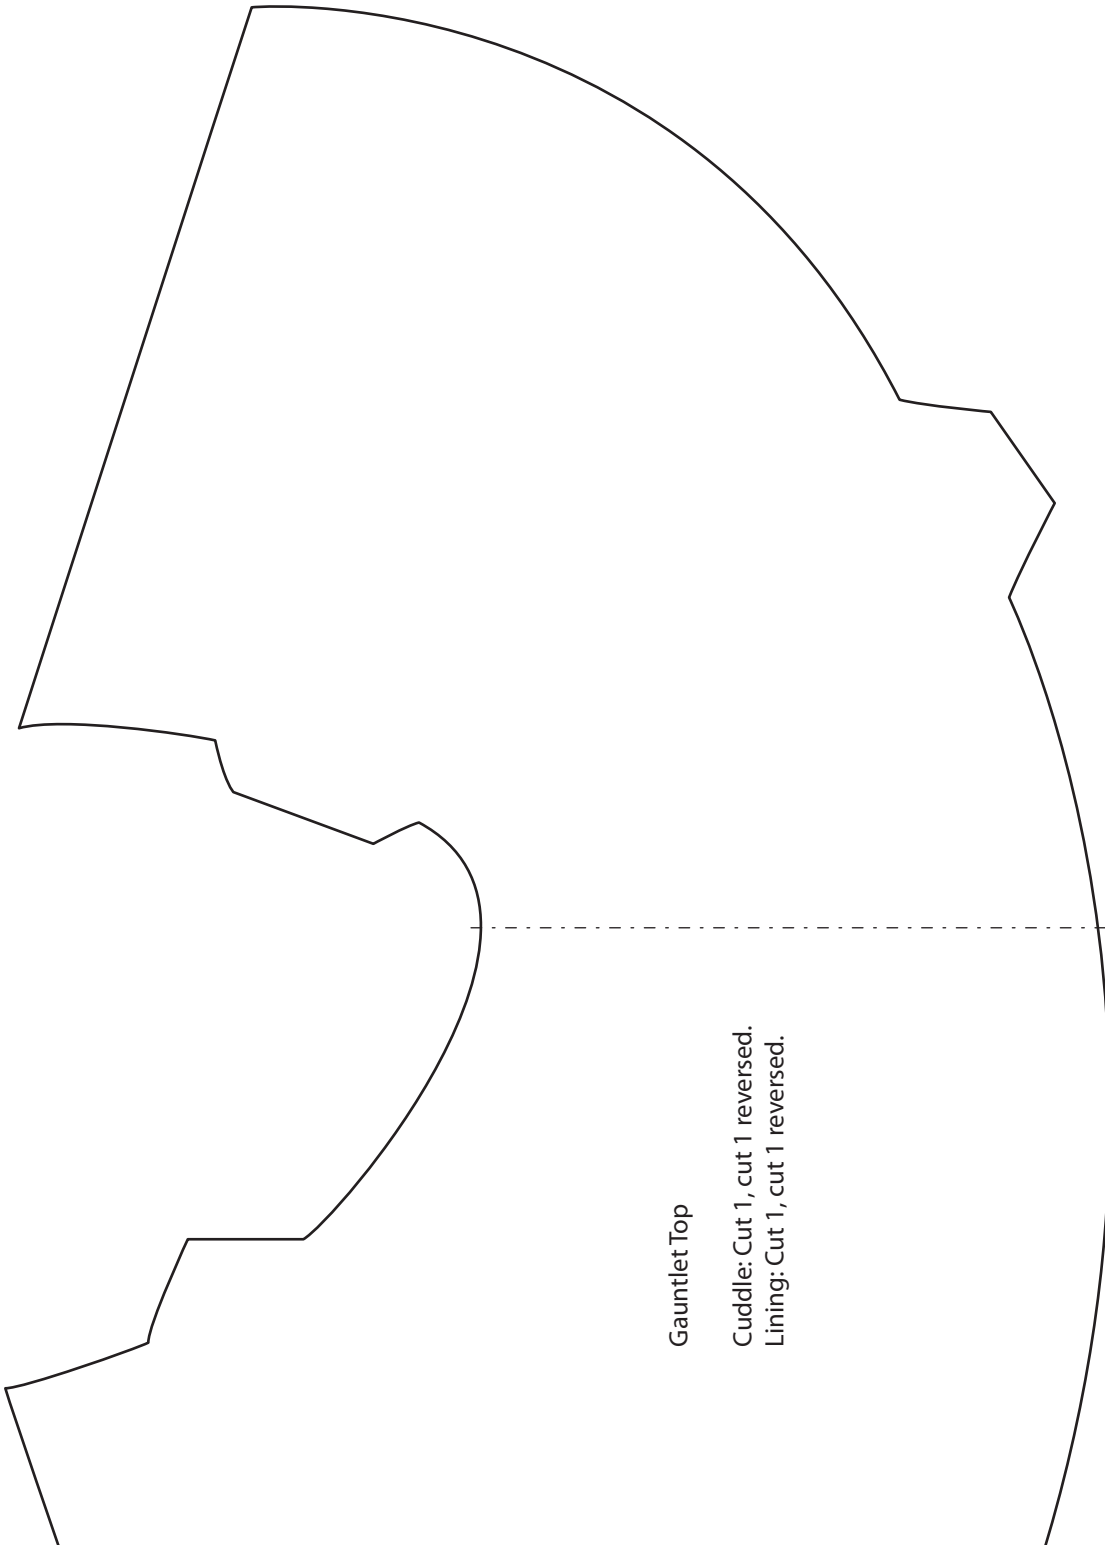 Gauntlet Top
Cuddle: Cut 1, cut 1 reversed.
Lining: Cut 1, cut 1 reversed.